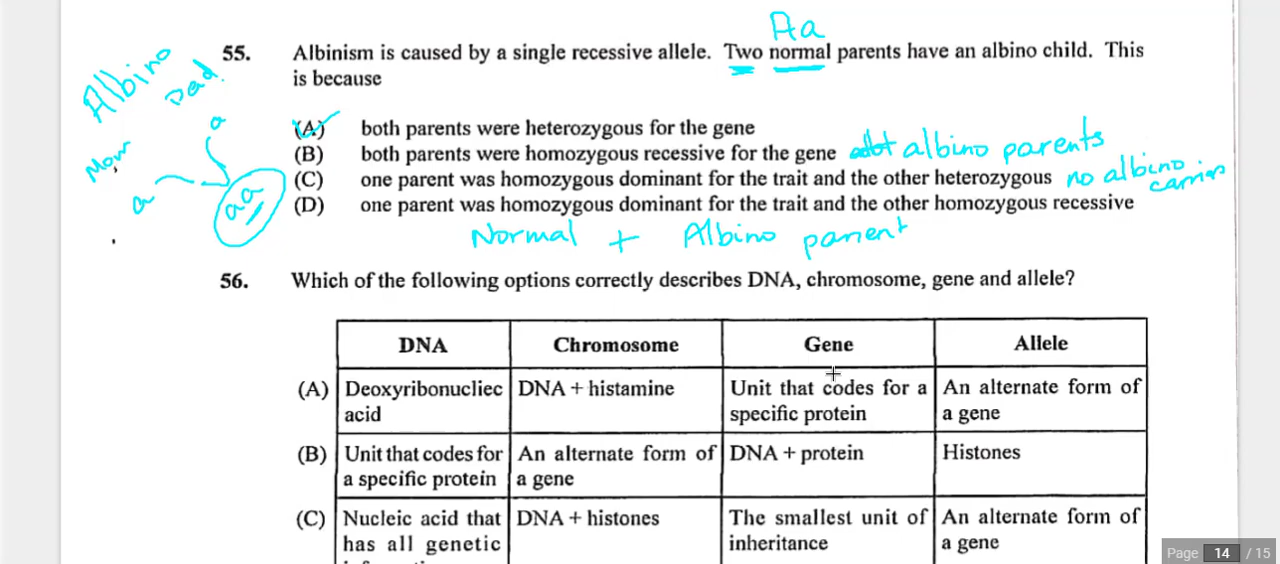 Aa
55. Albinism is caused by a single recessive allele. Two normal parents have an albino child. This
is because
Albino
Dad
Mom
a
a
aa
(A) both parents were heterozygous for the gene
(B) both parents were homozygous recessive for the gene albino parents
(C) one parent was homozygous dominant for the trait and the other heterozygous no albino
carriers
(D) one parent was homozygous dominant for the trait and the other homozygous recessive
Normal + Albino parent
56. Which of the following options correctly describes DNA, chromosome, gene and allele?
DNA Chromosome Gene Allele
(A) Deoxyribonucliec DNA + histamine Unit that codes for a An alternate form of
acid specific protein a gene
(B) Unit that codes for An alternate form of DNA + protein Histones
a specific protein a gene
(C) Nucleic acid that DNA + histones The smallest unit of An alternate form of
has all genetic inheritance a gene
Page 14 / 15